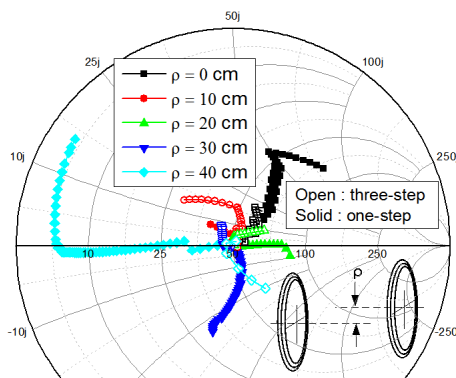 50j
25j
100j
ρ = 0 cm
ρ = 10 cm
ρ = 20 cm
ρ = 30 cm
ρ = 40 cm
10j
250
Open : three-step
Solid : one-step
10
25
50
100
250
ρ
-10j
-250